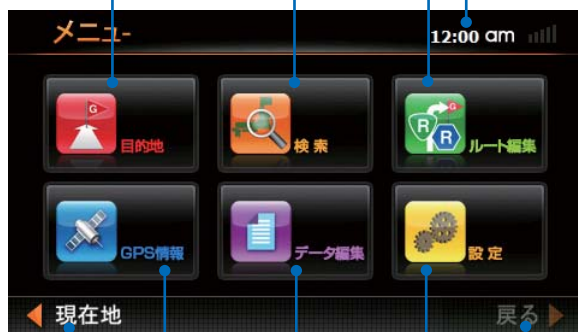 メニュー
12:00 am
G
目的地
検索
R
R
G
ルート編集
GPS情報
データ編集
設定
現在地
戻る